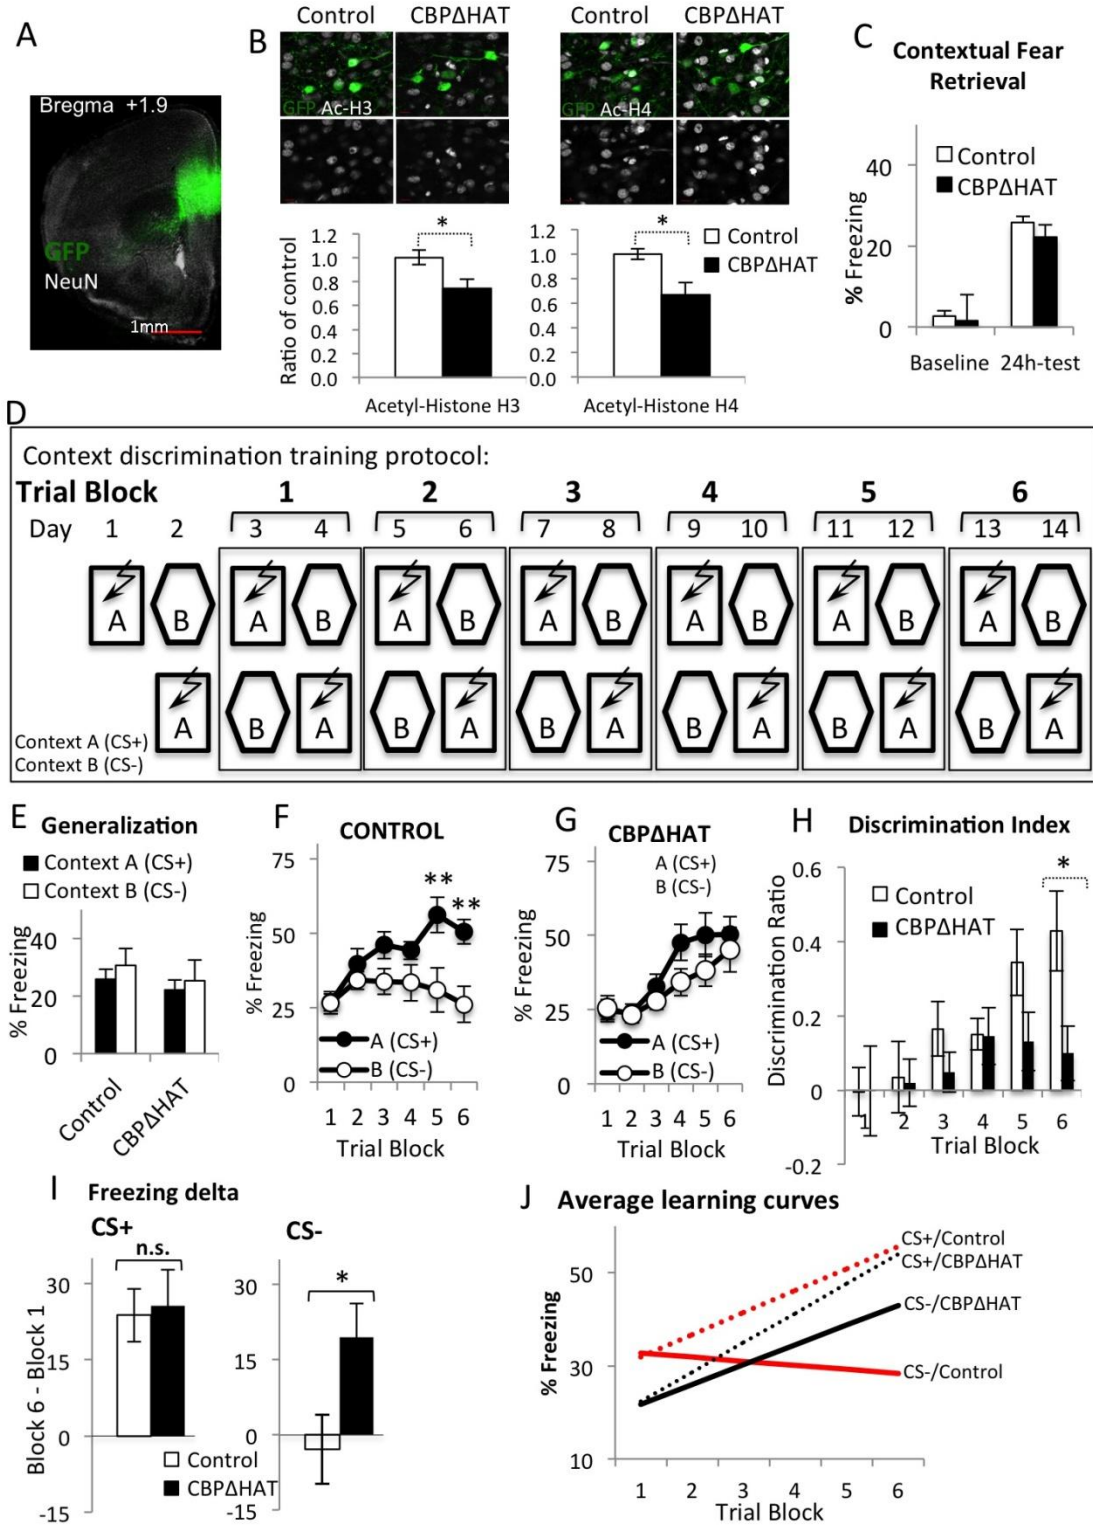 A
Bregma +1.9
GFP
NeuN
1mm
B
Control CBPΔHAT
GFP Ac-H3
Control CBPΔHAT
GFP Ac-H4
Ratio of control
1.2
1.0
0.8
0.6
0.4
0.2
0.0
*
Acetyl-Histone H3
1.2
1.0
0.8
0.6
0.4
0.2
0.0
*
Control
CBPΔHAT
Acetyl-Histone H4
C
Contextual Fear
Retrieval
% Freezing
40
20
0
Control
CBPΔHAT
Baseline 24h-test
D
Context discrimination training protocol:
Trial Block 1 2 3 4 5 6
Day 1 2 3 4 5 6 7 8 9 10 11 12 13 14
A B A B A B A B A B A B A B
A B A B A B A B A B A B A
Context A (CS+)
Context B (CS-)
E
Generalization
Context A (CS+)
Context B (CS-)
% Freezing
40
20
0
Control
CBPΔHAT
F
CONTROL
% Freezing
75
50
25
0
** **
A (CS+)
B (CS-)
1 2 3 4 5 6
Trial Block
G
CBPΔHAT
A (CS+)
B (CS-)
% Freezing
75
50
25
0
A (CS+)
B (CS-)
1 2 3 4 5 6
Trial Block
H
Discrimination Index
Discrimination Ratio
0.6
0.4
0.2
0
-0.2
Control
CBPΔHAT
*
1 2 3 4 5 6
Trial Block
I
Freezing delta
CS+
n.s.
Block 6 - Block 1
30
15
0
-15
Control
CBPΔHAT
CS-
*
30
15
0
-15
J
Average learning curves
% Freezing
50
30
10
CS+/Control
CS+/CBPΔHAT
CS-/CBPΔHAT
CS-/Control
1 2 3 4 5 6
Trial Block